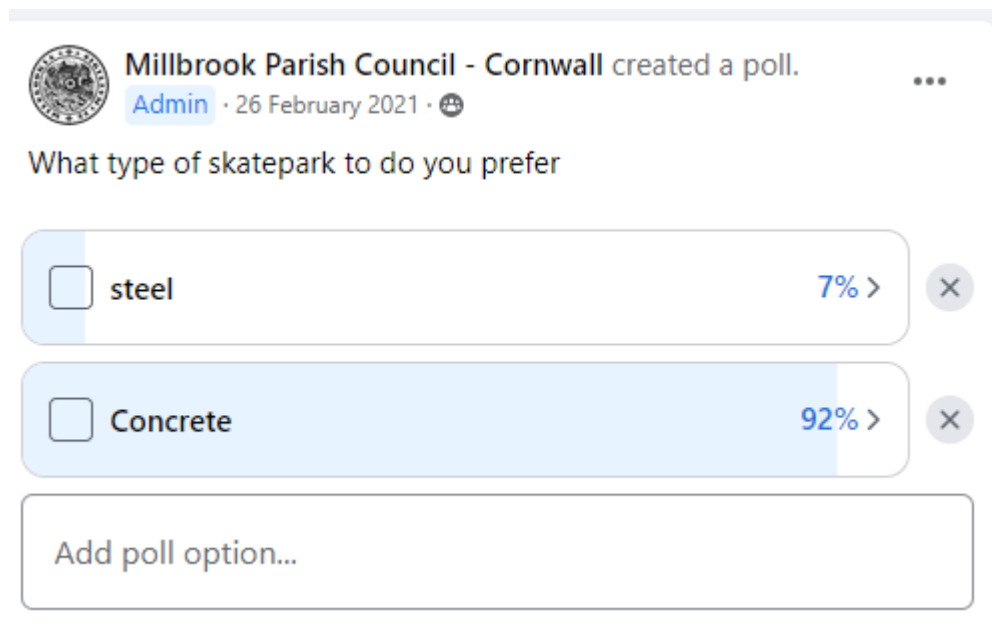 Millbrook Parish Council - Cornwall created a poll.
Admin · 26 February 2021 ·
What type of skatepark to do you prefer
steel 7%
Concrete 92%
Add poll option...